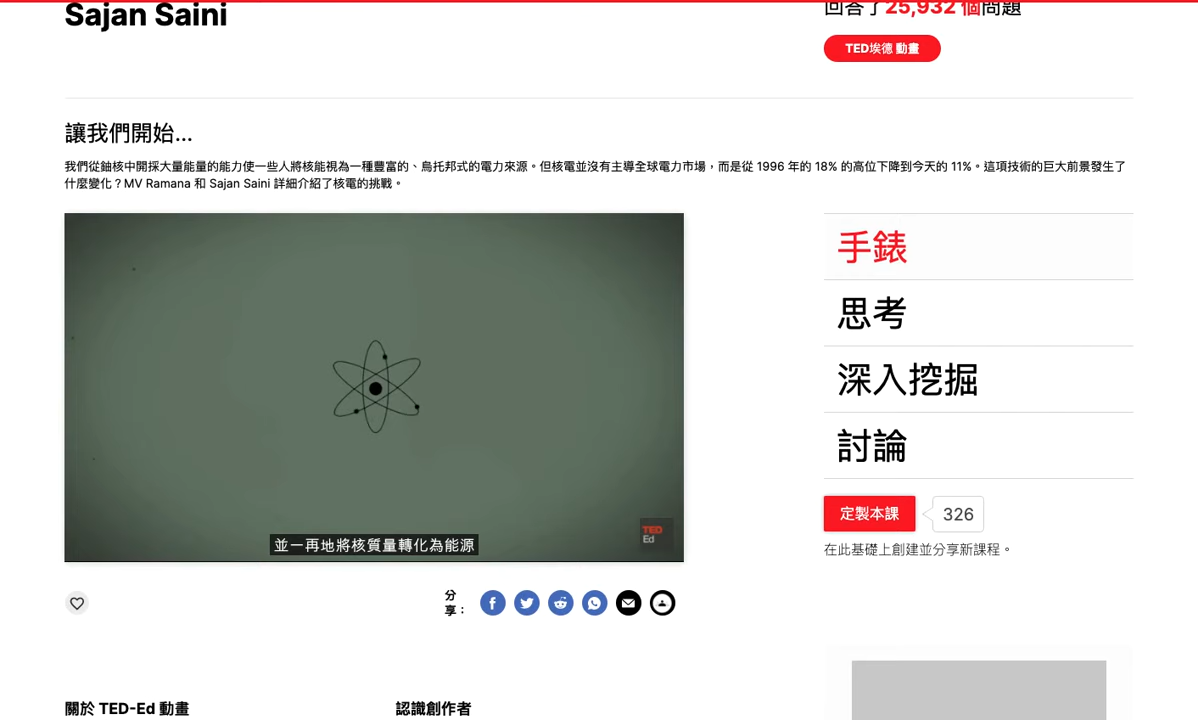 Sajan Saini
回答了25,932 個問題
TED埃德 動畫
讓我們開始...
我們從鈾核中開採大量能量的能力使一些人將核能視為一種豐富的、烏托邦式的電力來源。但核電並沒有主導全球電力市場，而是從 1996 年的 18% 的高位下降到今天的 11%。這項技術的巨大前景發生了
什麼變化？MV Ramana 和 Sajan Saini 詳細介紹了核電的挑戰。
手錶
思考
深入挖掘
討論
TED
Ed
並一再地將核質量轉化為能源
定製本課
326
在此基礎上創建並分享新課程。
分
享：
關於 TED-Ed 動畫
認識創作者